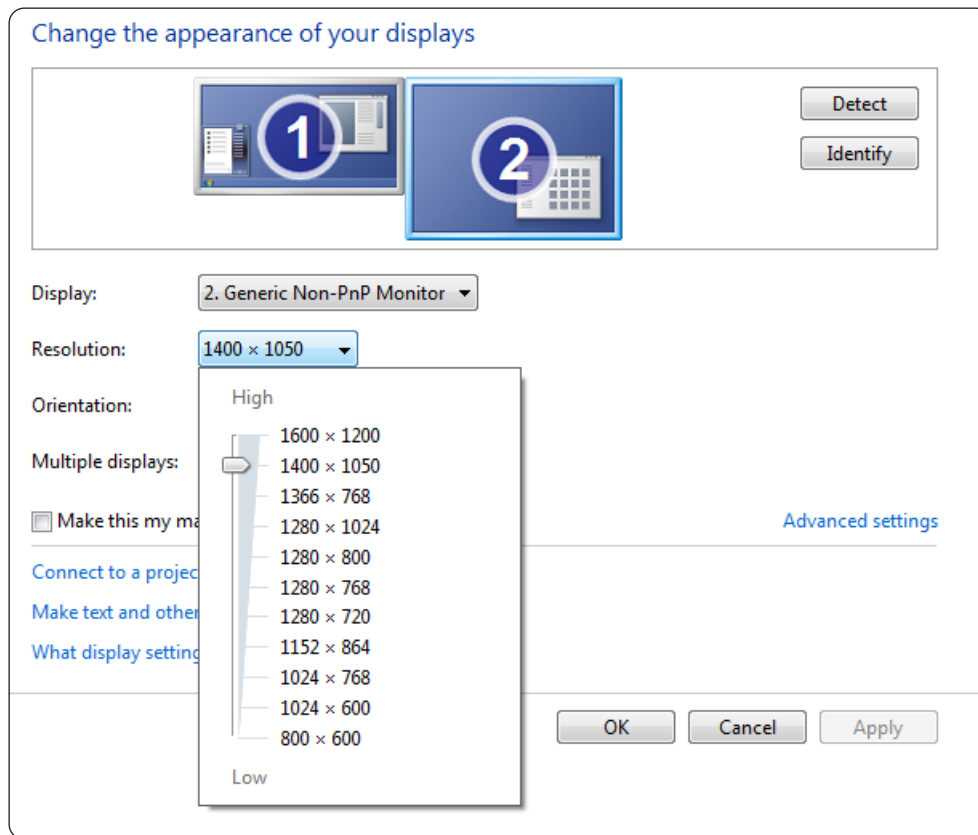 Change the appearance of your displays
1
2
Detect
Identify
Display:
2. Generic Non-PnP Monitor
Resolution:
1400 × 1050
Orientation:
Multiple displays:
High
1600 × 1200
1400 × 1050
1366 × 768
1280 × 1024
1280 × 800
1280 × 768
1280 × 720
1152 × 864
1024 × 768
1024 × 600
800 × 600
Low
Make this my ma
Advanced settings
Connect to a projec
Make text and other
What display setting
OK
Cancel
Apply